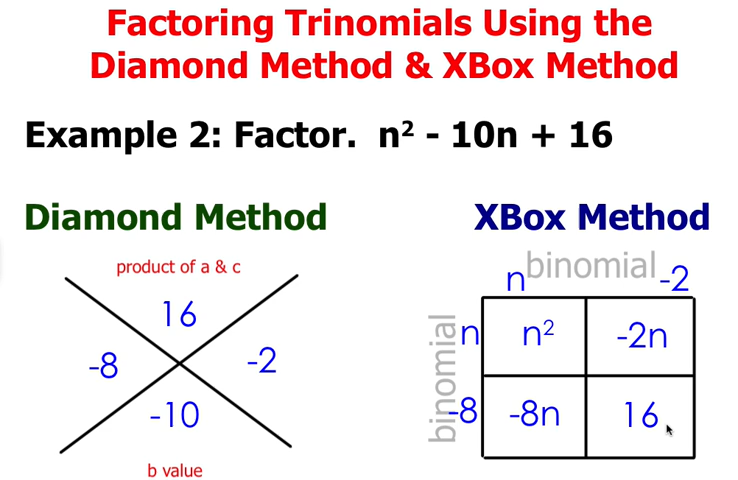 Factoring Trinomials Using the
Diamond Method & XBox Method
Example 2: Factor. n² - 10n + 16
Diamond Method
product of a & c
16
-8 -2
-10
b value
XBox Method
binomial
n -2
binomial
n n² -2n
-8 -8n 16